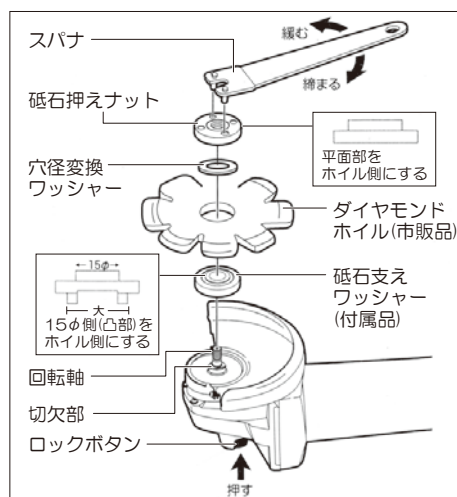 スパナ
緩む
締まる
砥石押えナット
平面部を
ホイル側にする
穴径変換
ワッシャー
ダイヤモンド
ホイル(市販品)
15φ
大
15φ側(凸部)を
ホイル側にする
砥石支え
ワッシャー
(付属品)
回転軸
切欠部
ロックボタン
押す